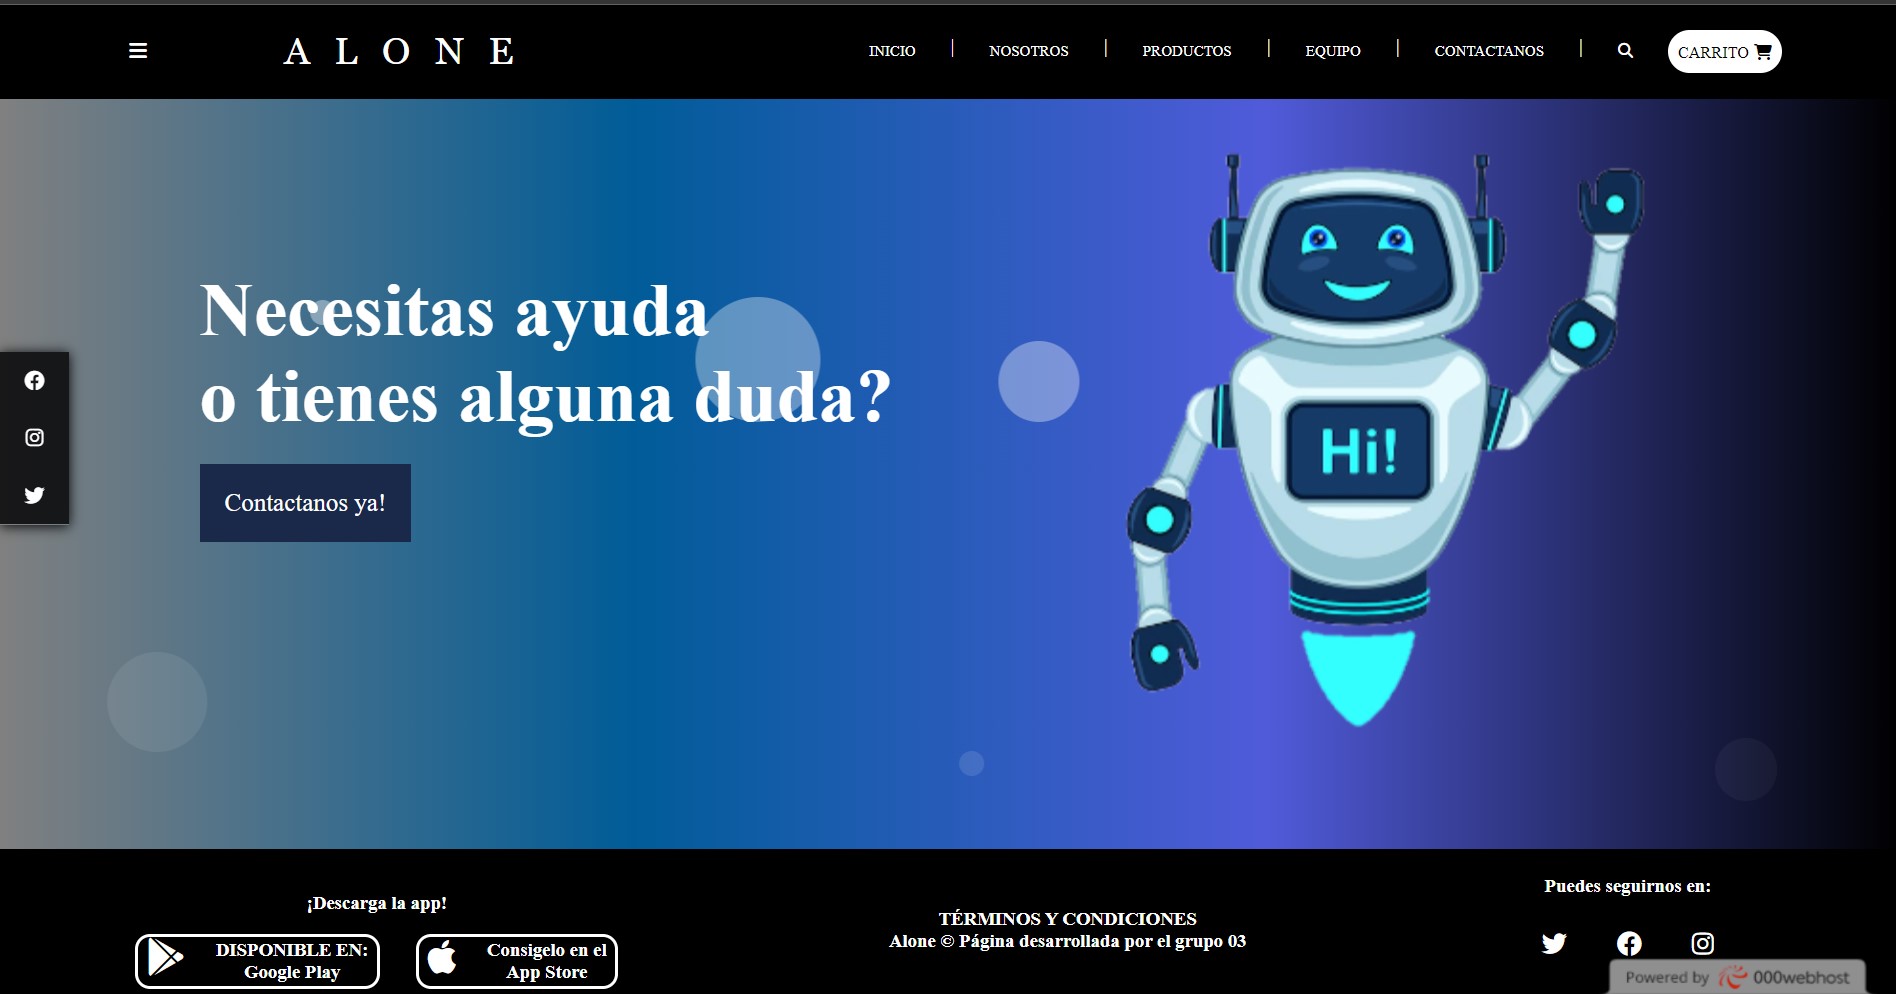 A L O N E
INICIO
NOSOTROS
PRODUCTOS
EQUIPO
CONTACTANOS
CARRITO
Necesitas ayuda
o tienes alguna duda?
Contactanos ya!
Hi!
¡Descarga la app!
DISPONIBLE EN:
Google Play
Consigelo en el
App Store
TÉRMINOS Y CONDICIONES
Alone © Página desarrollada por el grupo 03
Puedes seguirnos en:
Powered by 000webhost